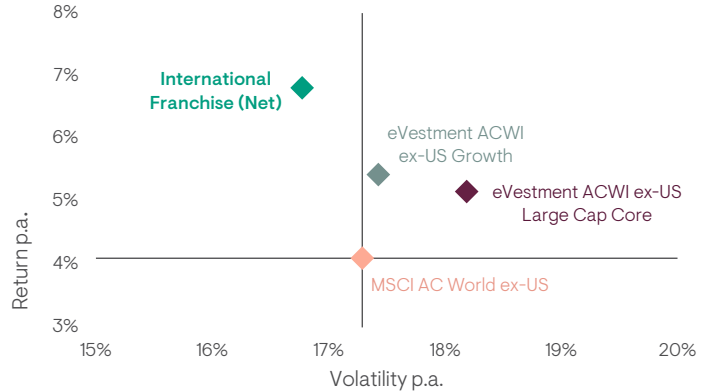 8%
7%
International
Franchise (Net)
6%
eVestment ACWI
ex-US Growth
5%
eVestment ACWI ex-US
Large Cap Core
Return p.a.
4%
MSCI AC World ex-US
3%
15%
16%
17%
18%
19%
20%
Volatility p.a.